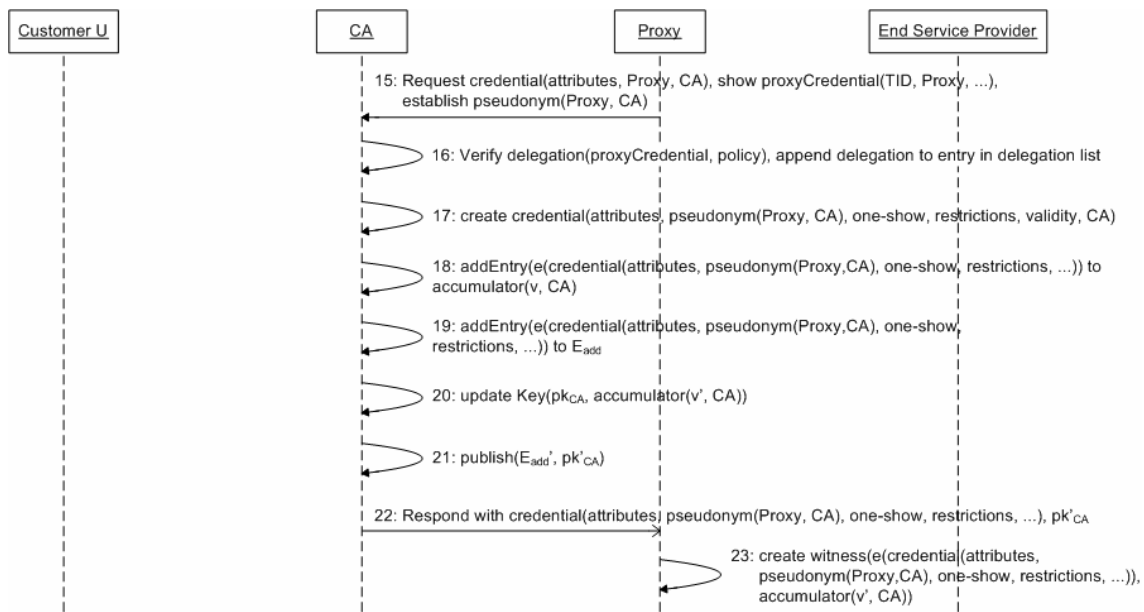 Customer U
CA
Proxy
End Service Provider
15: Request credential(attributes, Proxy, CA), show proxyCredential(TID, Proxy, ...),
establish pseudonym(Proxy, CA)
16: Verify delegation(proxyCredential, policy), append delegation to entry in delegation list
17: create credential(attributes, pseudonym(Proxy, CA), one-show, restrictions, validity, CA)
18: addEntry(e(credential(attributes, pseudonym(Proxy,CA), one-show, restrictions, ...)) to
accumulator(v, CA)
19: addEntry(e(credential(attributes, pseudonym(Proxy,CA), one-show,
restrictions, ...)) to Eadd
20: update Key(pkCA, accumulator(v', CA))
21: publish(Eadd', pk'CA)
22: Respond with credential(attributes, pseudonym(Proxy, CA), one-show, restrictions, ...), pk'CA
23: create witness(e(credential(attributes,
pseudonym(Proxy,CA), one-show, restrictions, ...)),
accumulator(v', CA))